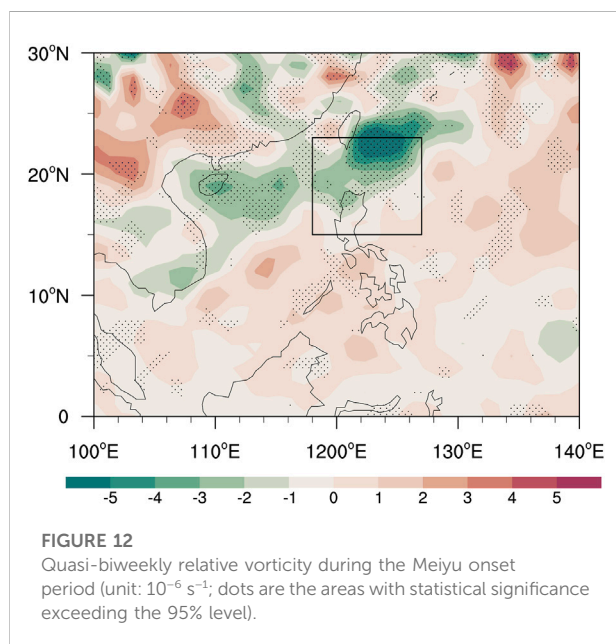 30°N
20°N
10°N
0
100°E 110°E 1200°E 130°E 140°E
-5 -4 -3 -2 -1 0 1 2 3 4 5
FIGURE 12
Quasi-biweekly relative vorticity during the Meiyu onset
period (unit: 10⁻⁶ s⁻¹; dots are the areas with statistical significance
exceeding the 95% level).